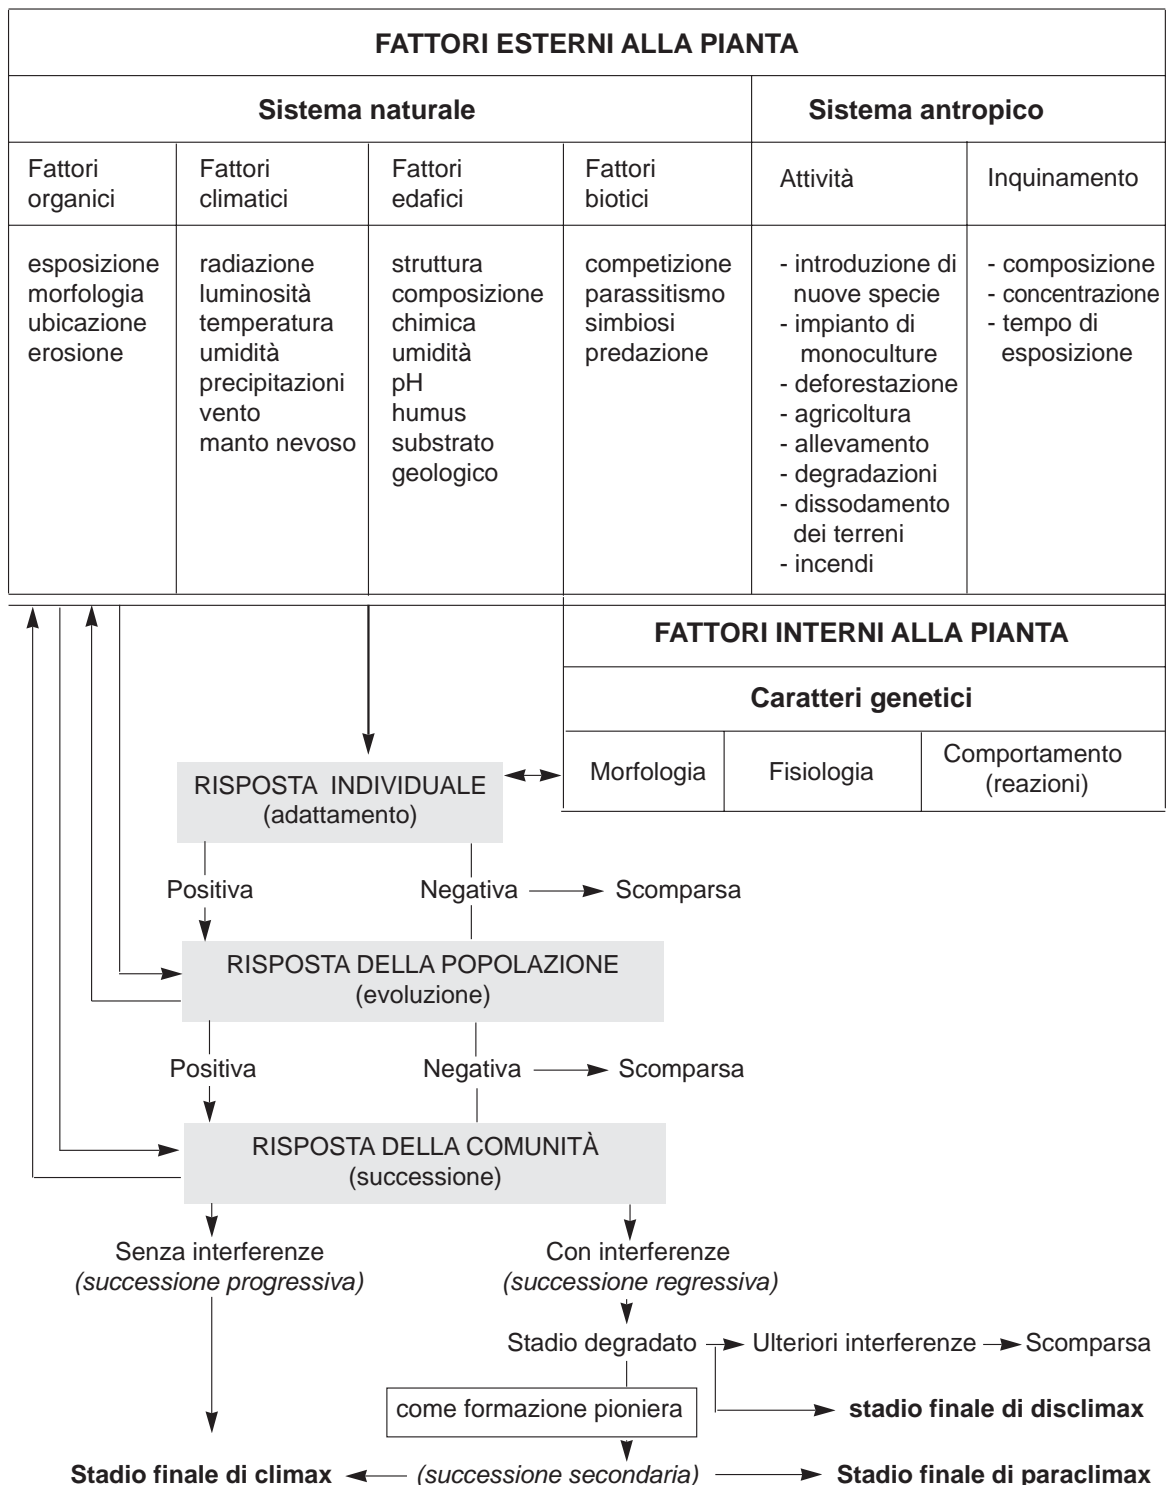 FATTORI ESTERNI ALLA PIANTA
Sistema naturale
Sistema antropico
Fattori
organici
Fattori
climatici
Fattori
edafici
Fattori
biotici
Attività
Inquinamento
esposizione
morfologia
ubicazione
erosione
radiazione
luminosità
temperatura
umidità
precipitazioni
vento
manto nevoso
struttura
composizione
chimica
umidità
pH
humus
substrato
geologico
competizione
parassitismo
simbiosi
predazione
- introduzione di
nuove specie
- impianto di
monoculture
- deforestazione
- agricoltura
- allevamento
- degradazioni
- dissodamento
dei terreni
- incendi
- composizione
- concentrazione
- tempo di
esposizione
FATTORI INTERNI ALLA PIANTA
Caratteri genetici
Morfologia
Fisiologia
Comportamento
(reazioni)
RISPOSTA INDIVIDUALE
(adattamento)
Positiva
Negativa
Scomparsa
RISPOSTA DELLA POPOLAZIONE
(evoluzione)
Positiva
Negativa
Scomparsa
RISPOSTA DELLA COMUNITÀ
(successione)
Senza interferenze
(successione progressiva)
Con interferenze
(successione regressiva)
Stadio degradato
Ulteriori interferenze
Scomparsa
come formazione pioniera
stadio finale di disclimax
Stadio finale di climax
(successione secondaria)
Stadio finale di paraclimax